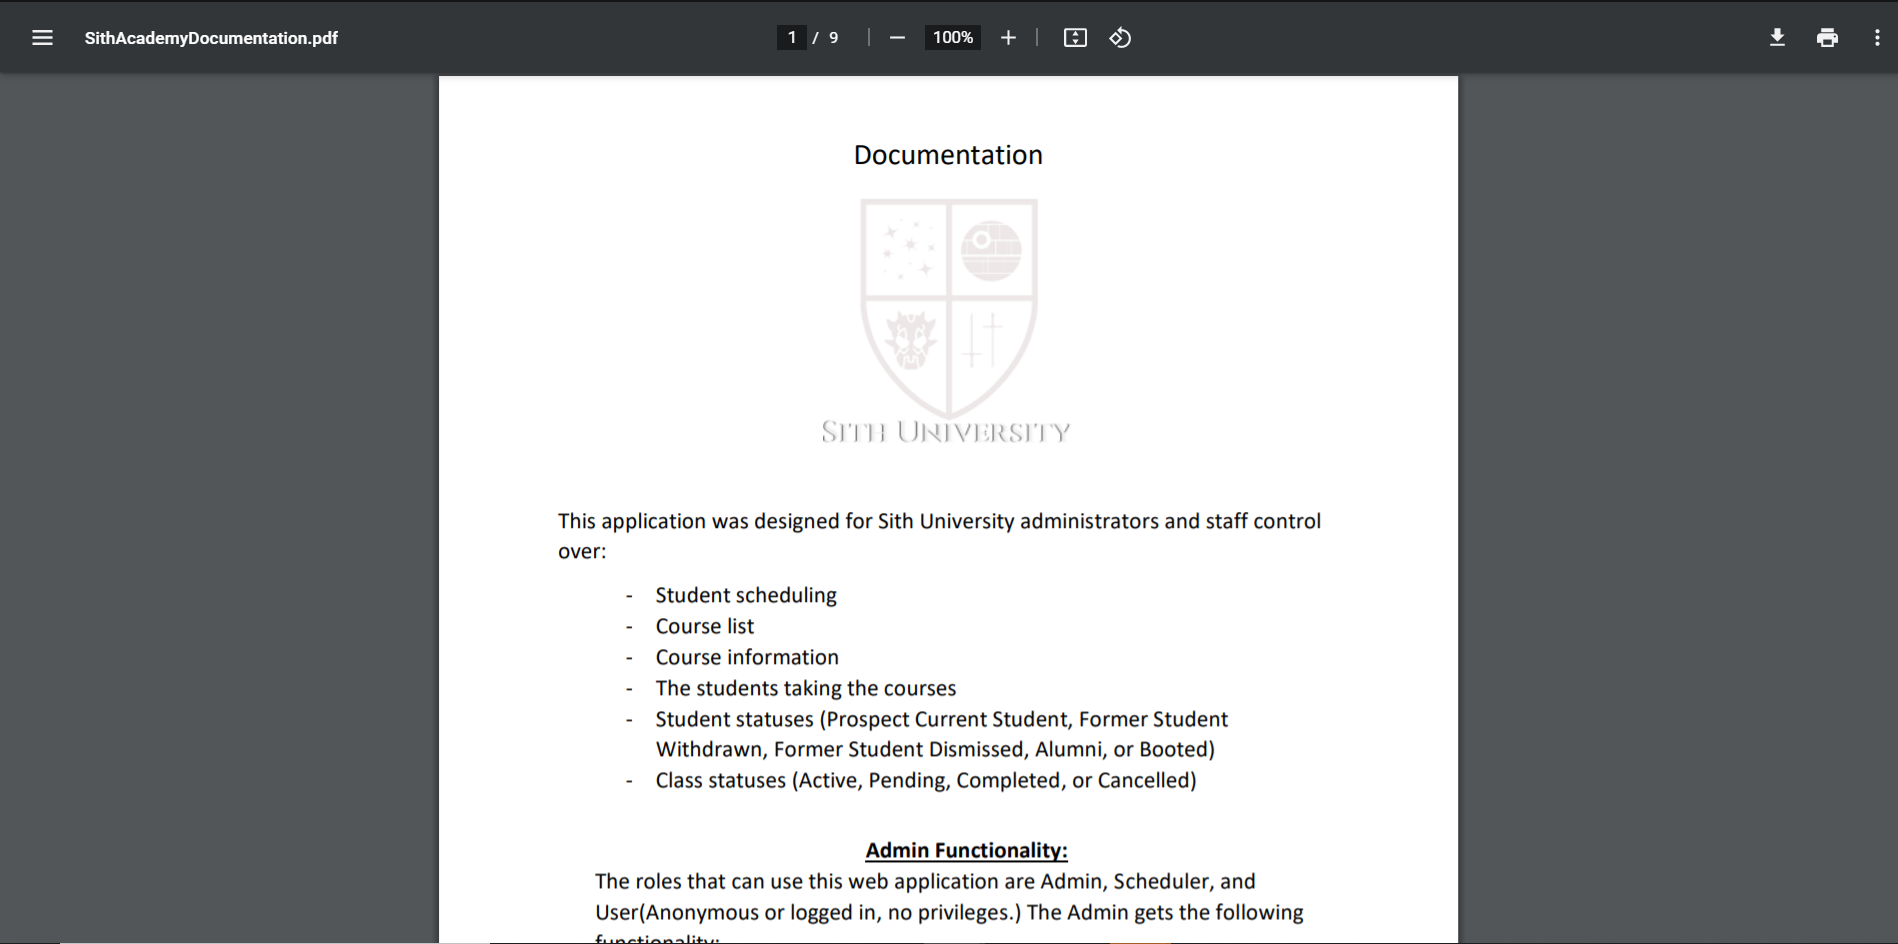 SithAcademyDocumentation.pdf
1 / 9
100%
Documentation
SITH UNIVERSITY
This application was designed for Sith University administrators and staff control
over:
- Student scheduling
- Course list
- Course information
- The students taking the courses
- Student statuses (Prospect Current Student, Former Student
Withdrawn, Former Student Dismissed, Alumni, or Booted)
- Class statuses (Active, Pending, Completed, or Cancelled)
Admin Functionality:
The roles that can use this web application are Admin, Scheduler, and
User(Anonymous or logged in, no privileges.) The Admin gets the following
functionality: